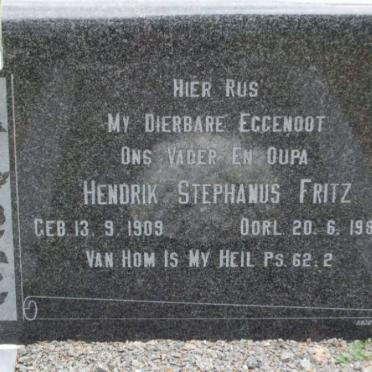 HIER RUS
MY DIERBARE EGGENOOT
ONS VADER EN OUPA
HENDRIK STEPHANUS FRITZ
GEB 13. 9. 1909 OORL. 20. 6. 198
VAN HOM IS MY HEIL PS. 62. 2